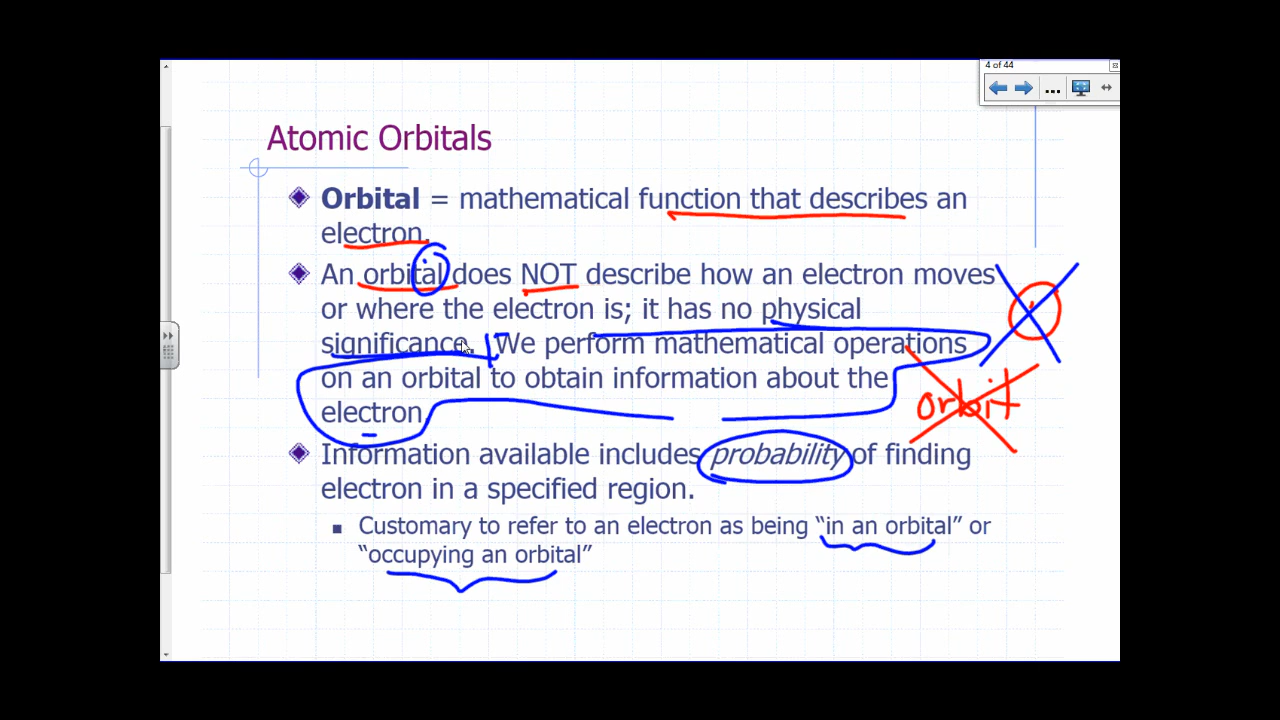 4 of 44
Atomic Orbitals
Orbital = mathematical function that describes an
electron.
An orbital does NOT describe how an electron moves
or where the electron is; it has no physical
significance. We perform mathematical operations
on an orbital to obtain information about the
electron.
orbit
Information available includes probability of finding
electron in a specified region.
Customary to refer to an electron as being “in an orbital” or
“occupying an orbital”